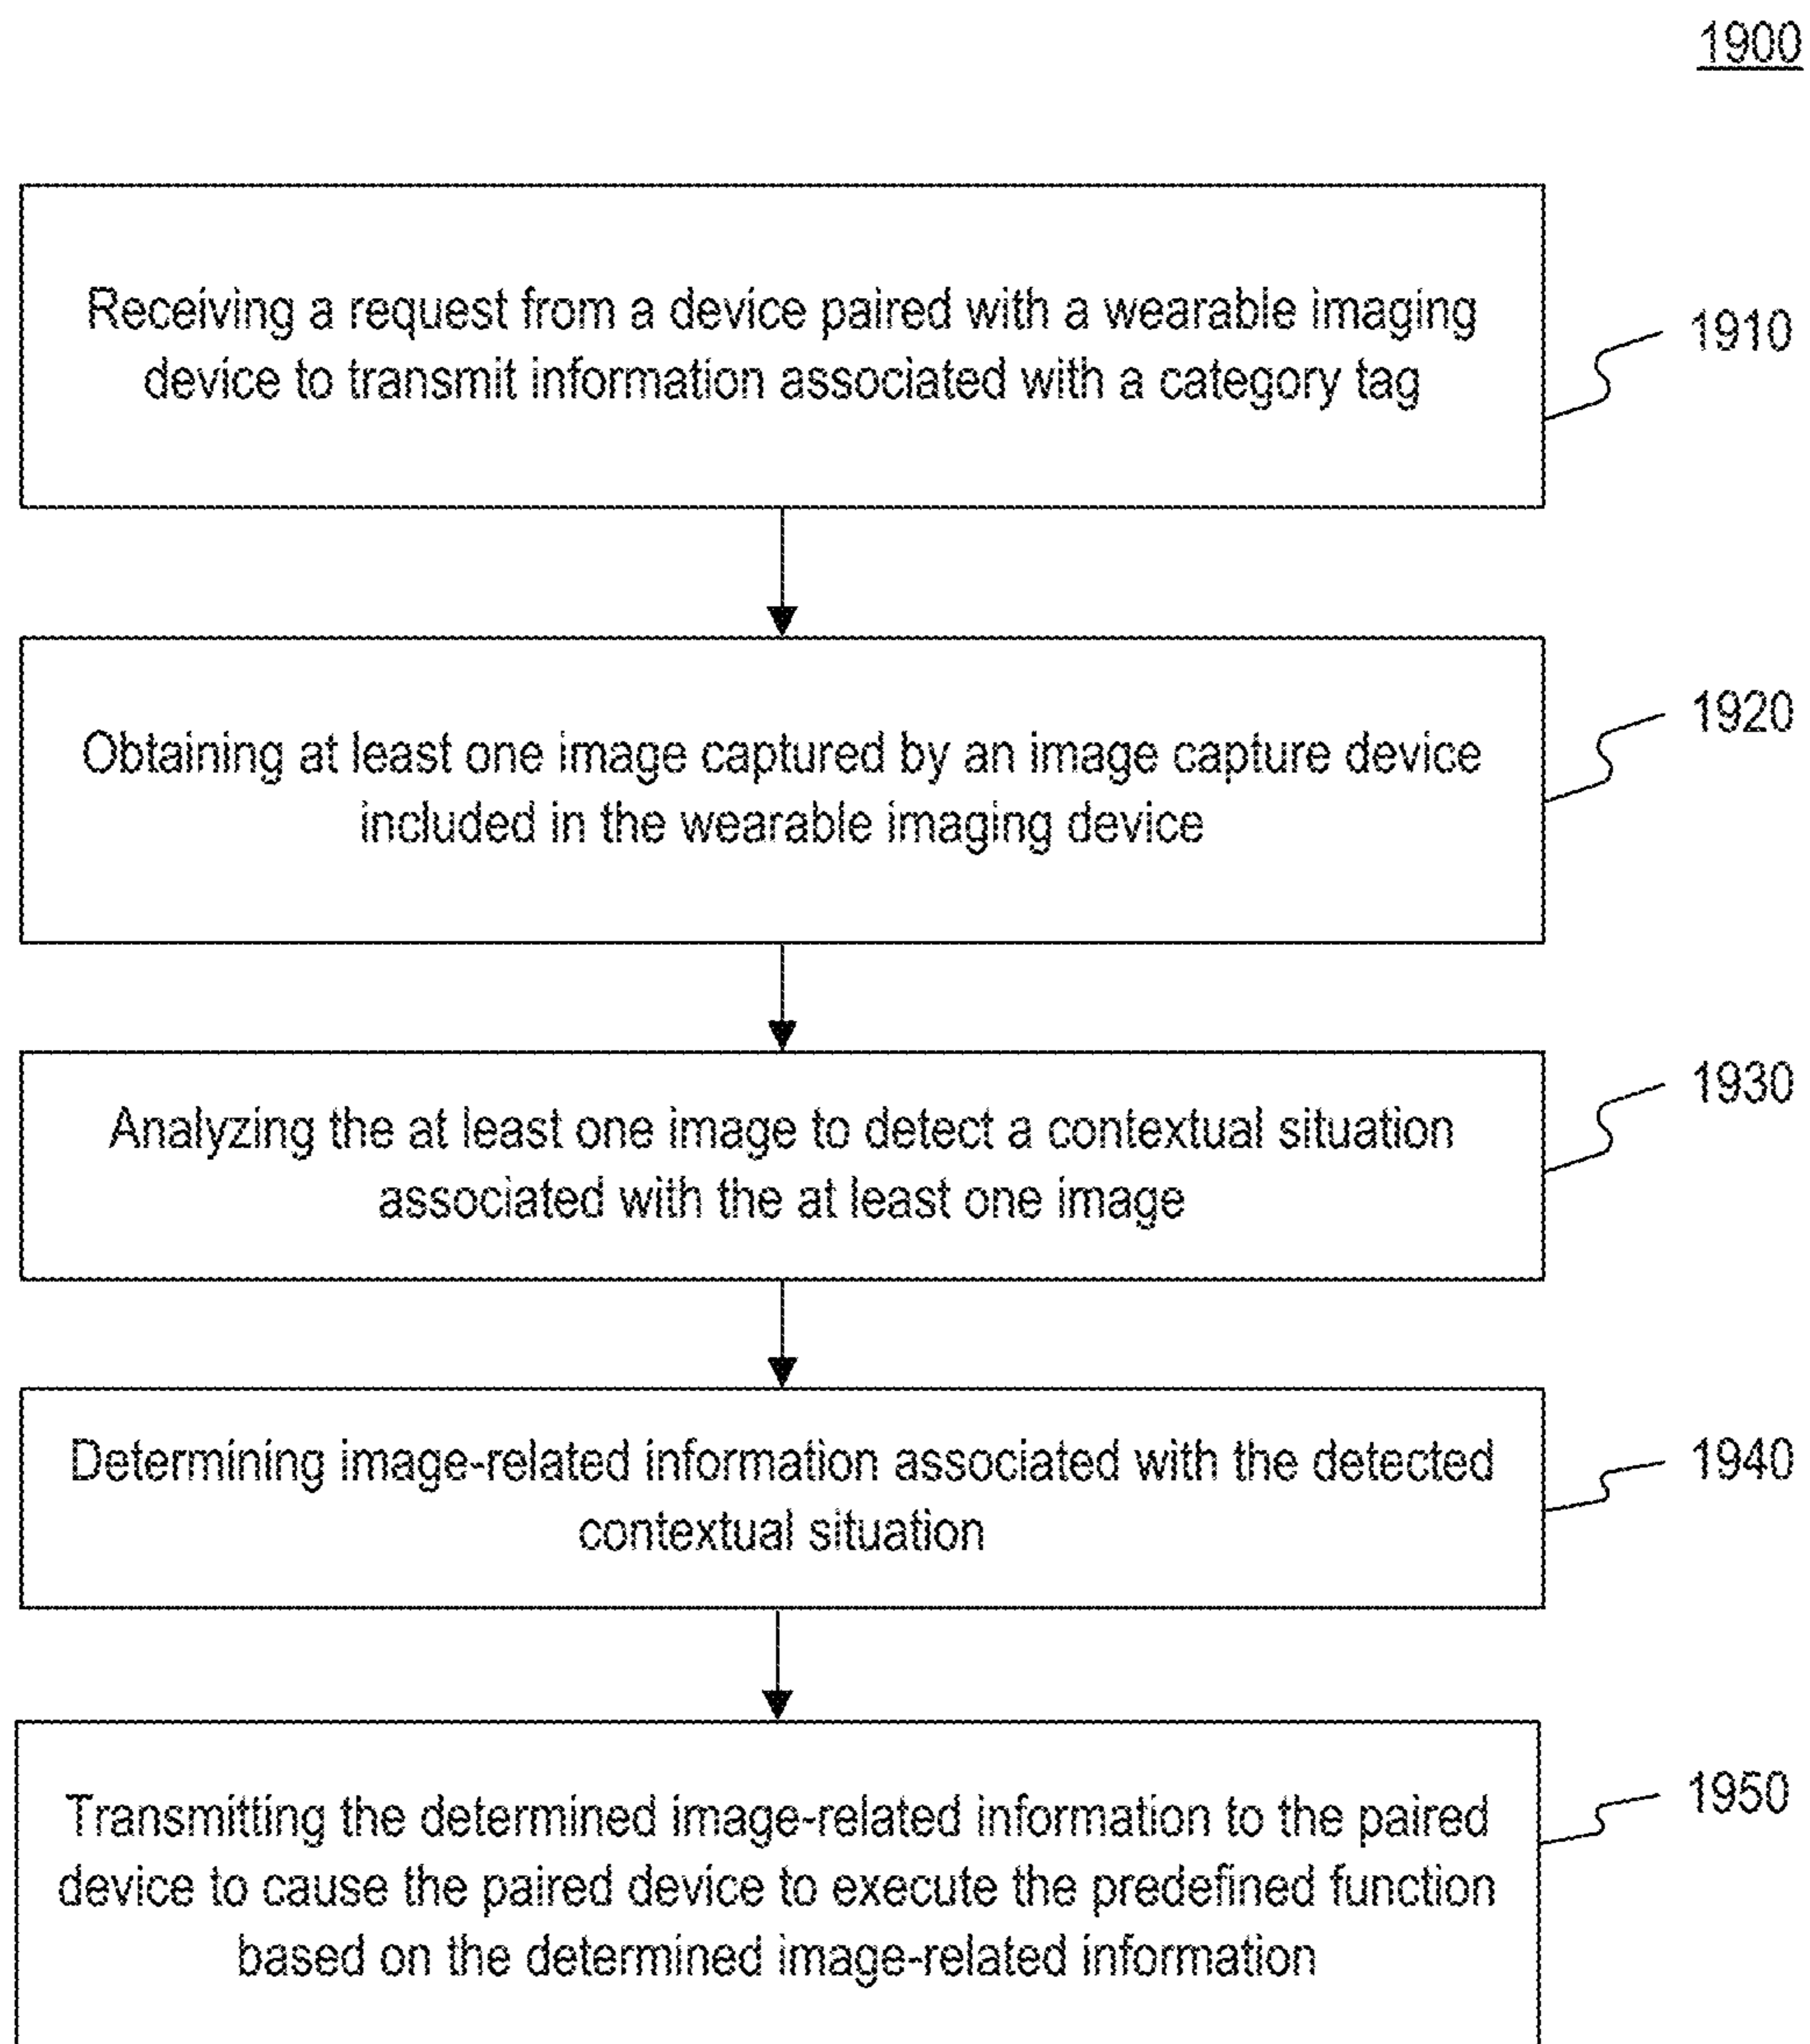 1900
Receiving a request from a device paired with a wearable imaging
device to transmit information associated with a category tag
1910
Obtaining at least one image captured by an image capture device
included in the wearable imaging device
1920
Analyzing the at least one image to detect a contextual situation
associated with the at least one image
1930
Determining image-related information associated with the detected
contextual situation
1940
Transmitting the determined image-related information to the paired
device to cause the paired device to execute the predefined function
based on the determined image-related information
1950